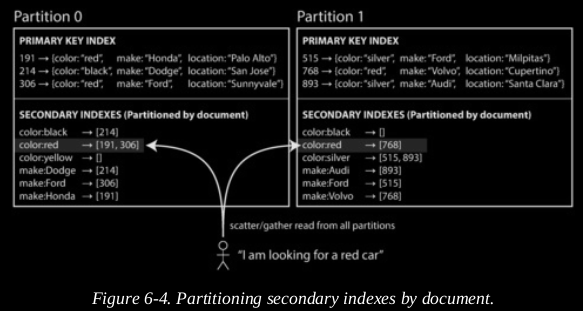 Partition 0
PRIMARY KEY INDEX
191 → {color: "red", make: "Honda", location: "Palo Alto"}
214 → {color: "black", make: "Dodge", location: "San Jose"}
306 → {color: "red", make: "Ford", location: "Sunnyvale"}
SECONDARY INDEXES (Partitioned by document)
color:black → [214]
color:red → [191, 306]
color:yellow → []
make:Dodge → [214]
make:Ford → [306]
make:Honda → [191]
Partition 1
PRIMARY KEY INDEX
515 → {color: "silver", make: "Ford", location: "Milpitas"}
768 → {color: "red", make: "Volvo", location: "Cupertino"}
893 → {color: "silver", make: "Audi", location: "Santa Clara"}
SECONDARY INDEXES (Partitioned by document)
color:black → []
color:red → [768]
color:silver → [515, 893]
make:Audi → [893]
make:Ford → [515]
make:Volvo → [768]
scatter/gather read from all partitions
"I am looking for a red car"
Figure 6-4. Partitioning secondary indexes by document.